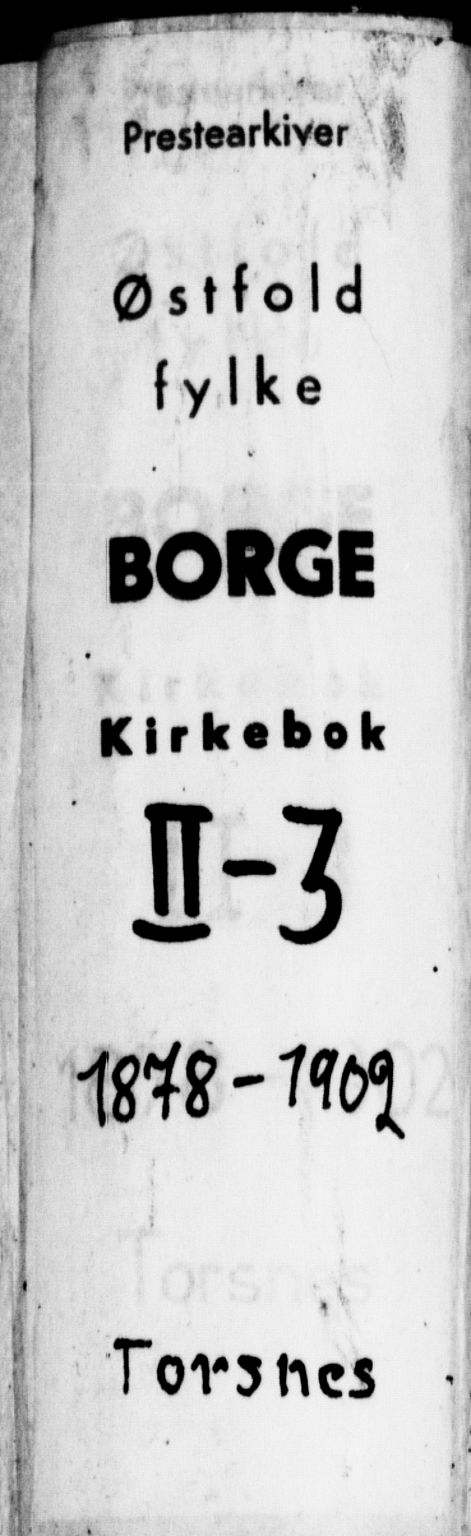 Prestearkiver
Østfold
fylke
BORGE
Kirkebok
II-3
1878-1902
Torsnes